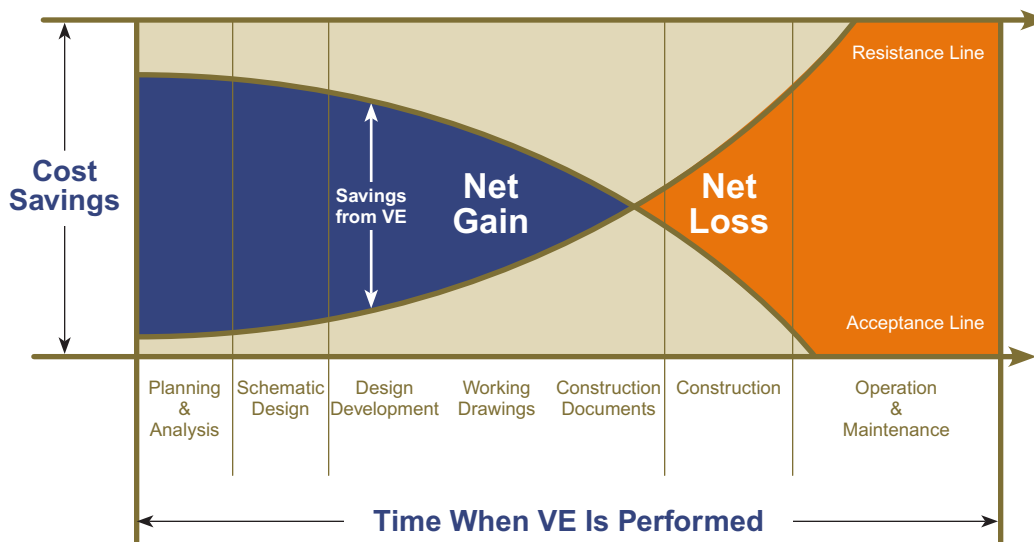 Resistance Line
Cost
Savings
Savings
from VE
Net
Gain
Net
Loss
Acceptance Line
Planning
&
Analysis
Schematic
Design
Design
Development
Working
Drawings
Construction
Documents
Construction
Operation
&
Maintenance
Time When VE Is Performed